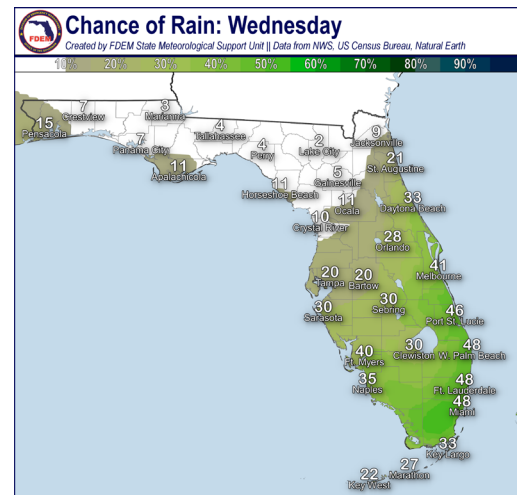 Chance of Rain: Wednesday
Created by FDEM State Meteorological Support Unit || Data from NWS, US Census Bureau, Natural Earth
FDEM
10% 20% 30% 40% 50% 60% 70% 80% 90%
7
Crestview
3
Marianna
15
Pensacola
4
Tallahassee
9
Jacksonville
7
Panama City
4
Perry
2
Lake City
11
Apalachicola
5
Gainesville
21
St. Augustine
11
Horseshoe Beach
11
Ocala
33
Daytona Beach
10
Crystal River
28
Orlando
41
Melbourne
20
Tampa
20
Bartow
30
Sarasota
30
Sebring
46
Port St. Lucie
40
Ft. Myers
30
Clewiston
48
W. Palm Beach
35
Naples
48
Ft. Lauderdale
48
Miami
33
Key Largo
27
Marathon
22
Key West